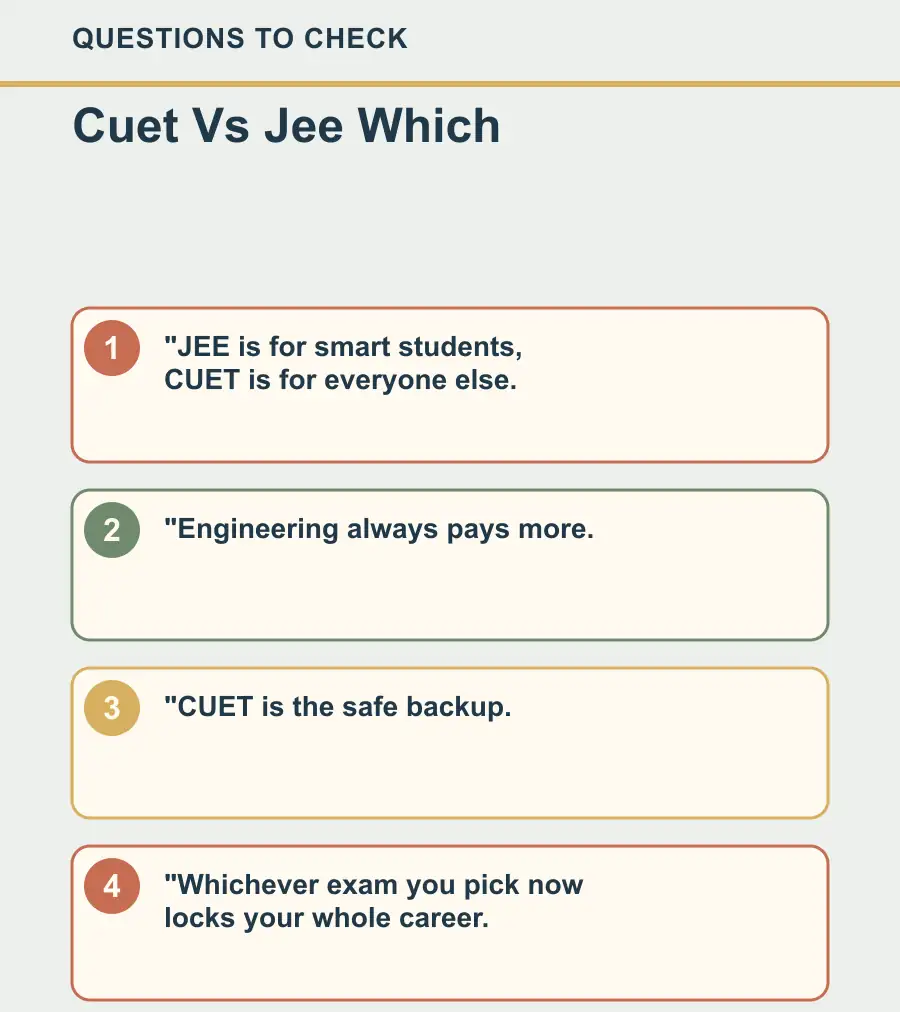 QUESTIONS TO CHECK
Cuet Vs Jee Which
1
"JEE is for smart students,
CUET is for everyone else.
2
"Engineering always pays more.
3
"CUET is the safe backup.
4
"Whichever exam you pick now
locks your whole career.